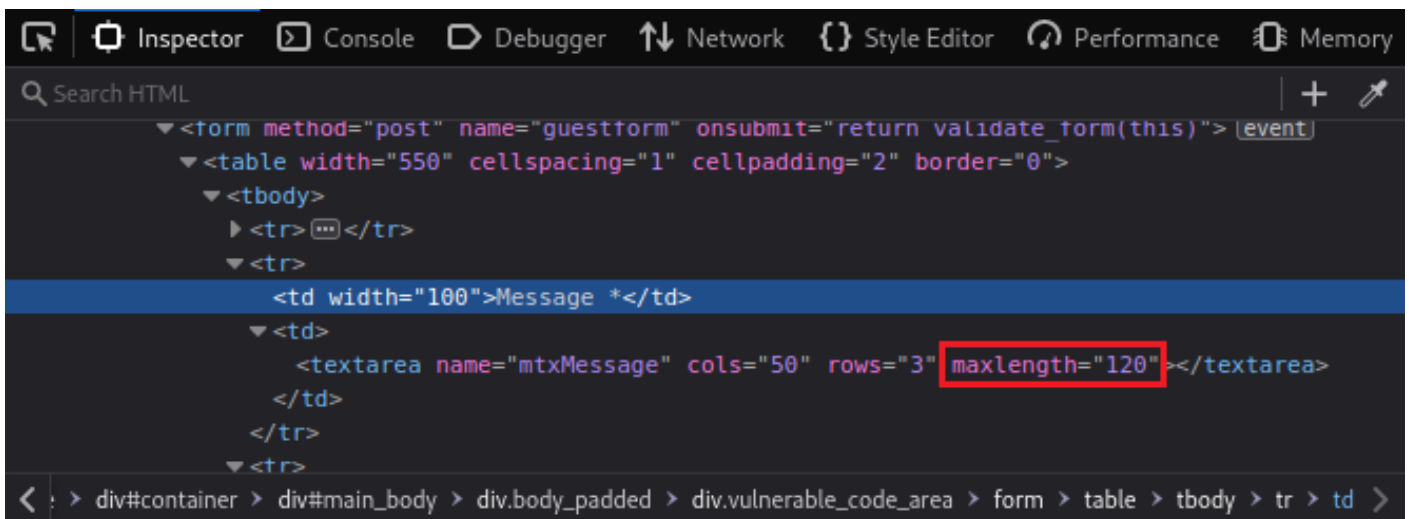 Inspector Console Debugger Network {} Style Editor Performance Memory
Search HTML
<form method="post" name="guestform" onsubmit="return validate_form(this)"> event
<table width="550" cellspacing="1" cellpadding="2" border="0">
<tbody>
<tr>⋯</tr>
<tr>
<td width="100">Message *</td>
<td>
<textarea name="mtxMessage" cols="50" rows="3" maxlength="120"></textarea>
</td>
</tr>
<tr>
> div#container > div#main_body > div.body_padded > div.vulnerable_code_area > form > table > tbody > tr > td